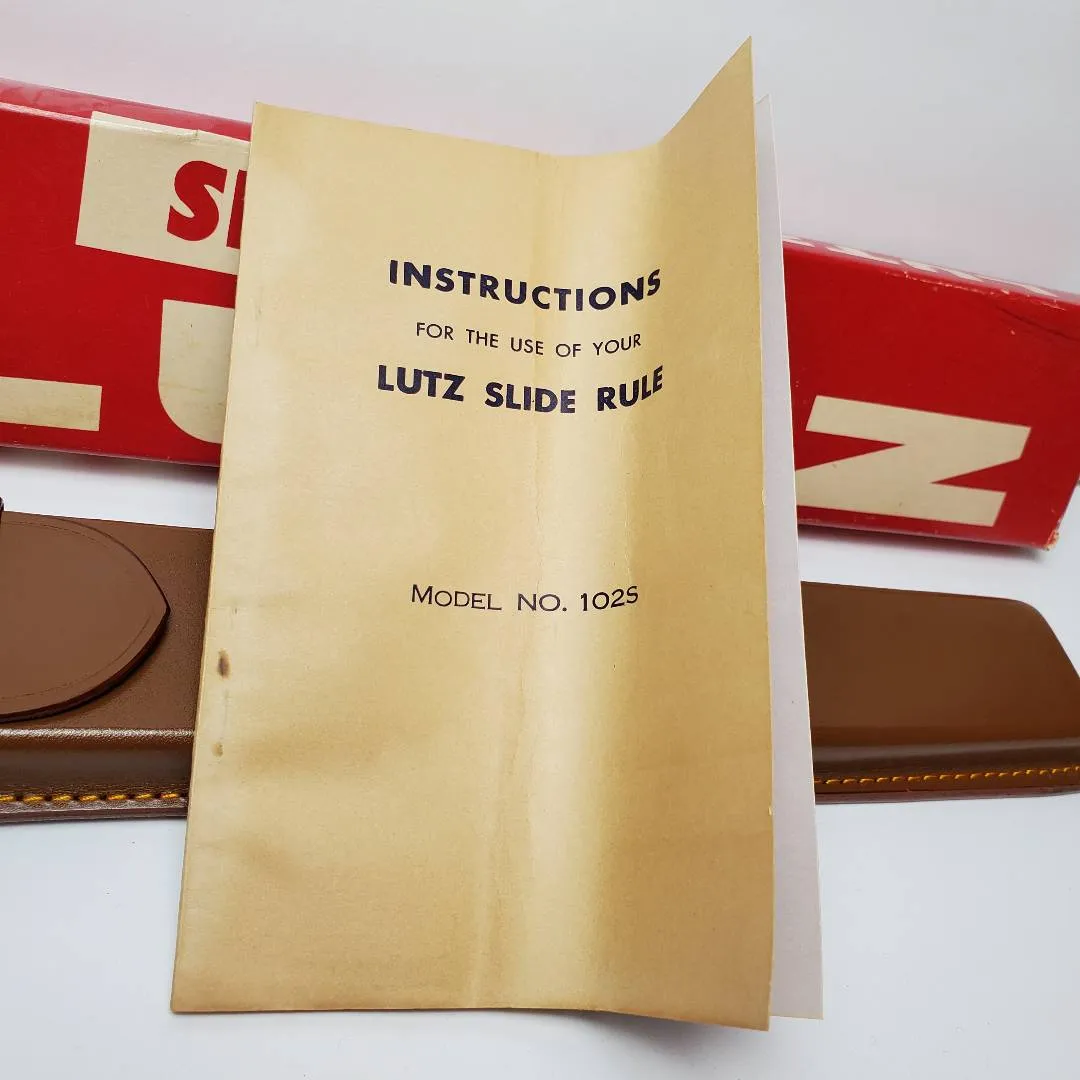 INSTRUCTIONS
FOR THE USE OF YOUR
LUTZ SLIDE RULE
MODEL NO. 102S